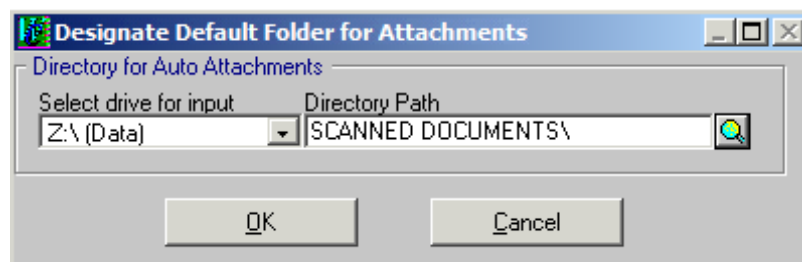 Designate Default Folder for Attachments
Directory for Auto Attachments
Select drive for input Directory Path
Z:\ (Data) SCANNED DOCUMENTS\
OK Cancel